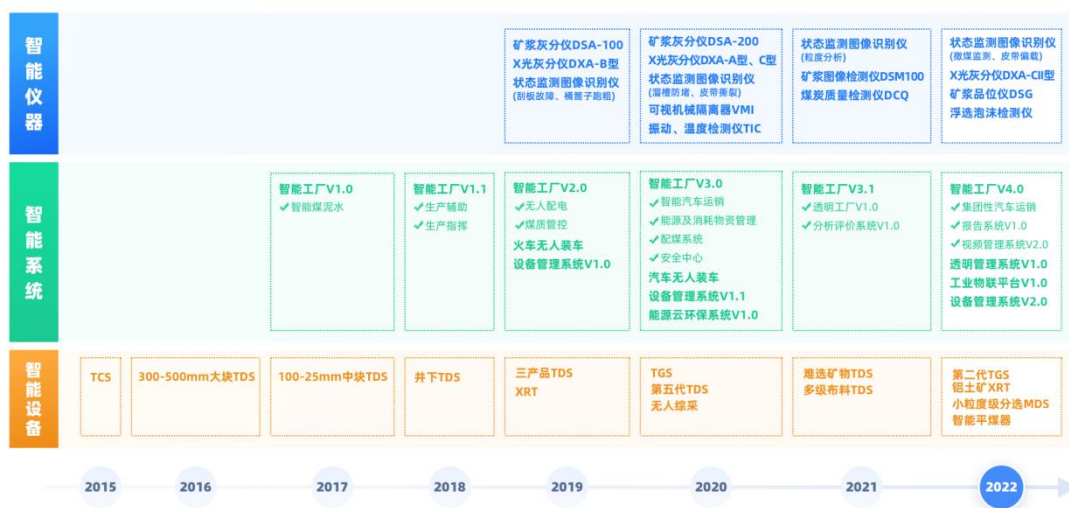 智能仪器
矿浆灰分仪DSA-100
X光灰分仪DXA-B型
状态监测图像识别仪
(刮板故障、桶篦子跑粗)
矿浆灰分仪DSA-200
X光灰分仪DXA-A型、C型
状态监测图像识别仪
(溜槽防堵、皮带撕裂)
可视机械隔离器VMI
振动、温度检测仪TIC
状态监测图像识别仪
(粒度分析)
矿浆图像检测仪DSM100
煤炭质量检测仪DCQ
状态监测图像识别仪
(撒煤监测、皮带偏载)
X光灰分仪DXA-CII型
矿浆品位仪DSG
浮选泡沫检测仪
智能系统
智能工厂V1.0
✓智能煤泥水
智能工厂V1.1
✓生产辅助
✓生产指挥
智能工厂V2.0
✓无人配电
✓煤质管控
火车无人装车
设备管理系统V1.0
智能工厂V3.0
✓智能汽车运销
✓能源及消耗物资管理
✓配煤系统
✓安全中心
汽车无人装车
设备管理系统V1.1
能源云环保系统V1.0
智能工厂V3.1
✓透明工厂V1.0
✓分析评价系统V1.0
智能工厂V4.0
✓集团性汽车运销
✓报告系统V1.0
✓视频管理系统V2.0
透明管理系统V1.0
工业物联平台V1.0
设备管理系统V2.0
智能设备
TCS
300-500mm大块TDS
100-25mm中块TDS
井下TDS
三产品TDS
XRT
TGS
第五代TDS
无人综采
难选矿物TDS
多级布料TDS
第二代TGS
铝土矿XRT
小粒度级分选MDS
智能平煤器
2015
2016
2017
2018
2019
2020
2021
2022